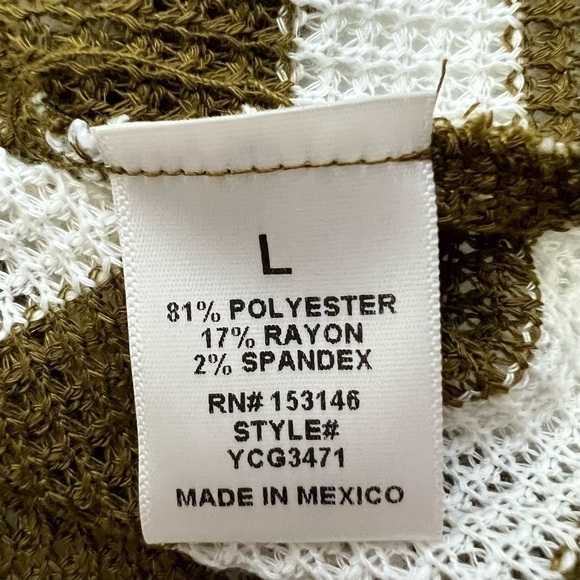 L
81% POLYESTER
17% RAYON
2% SPANDEX
RN# 153146
STYLE#
YCG3471
MADE IN MEXICO